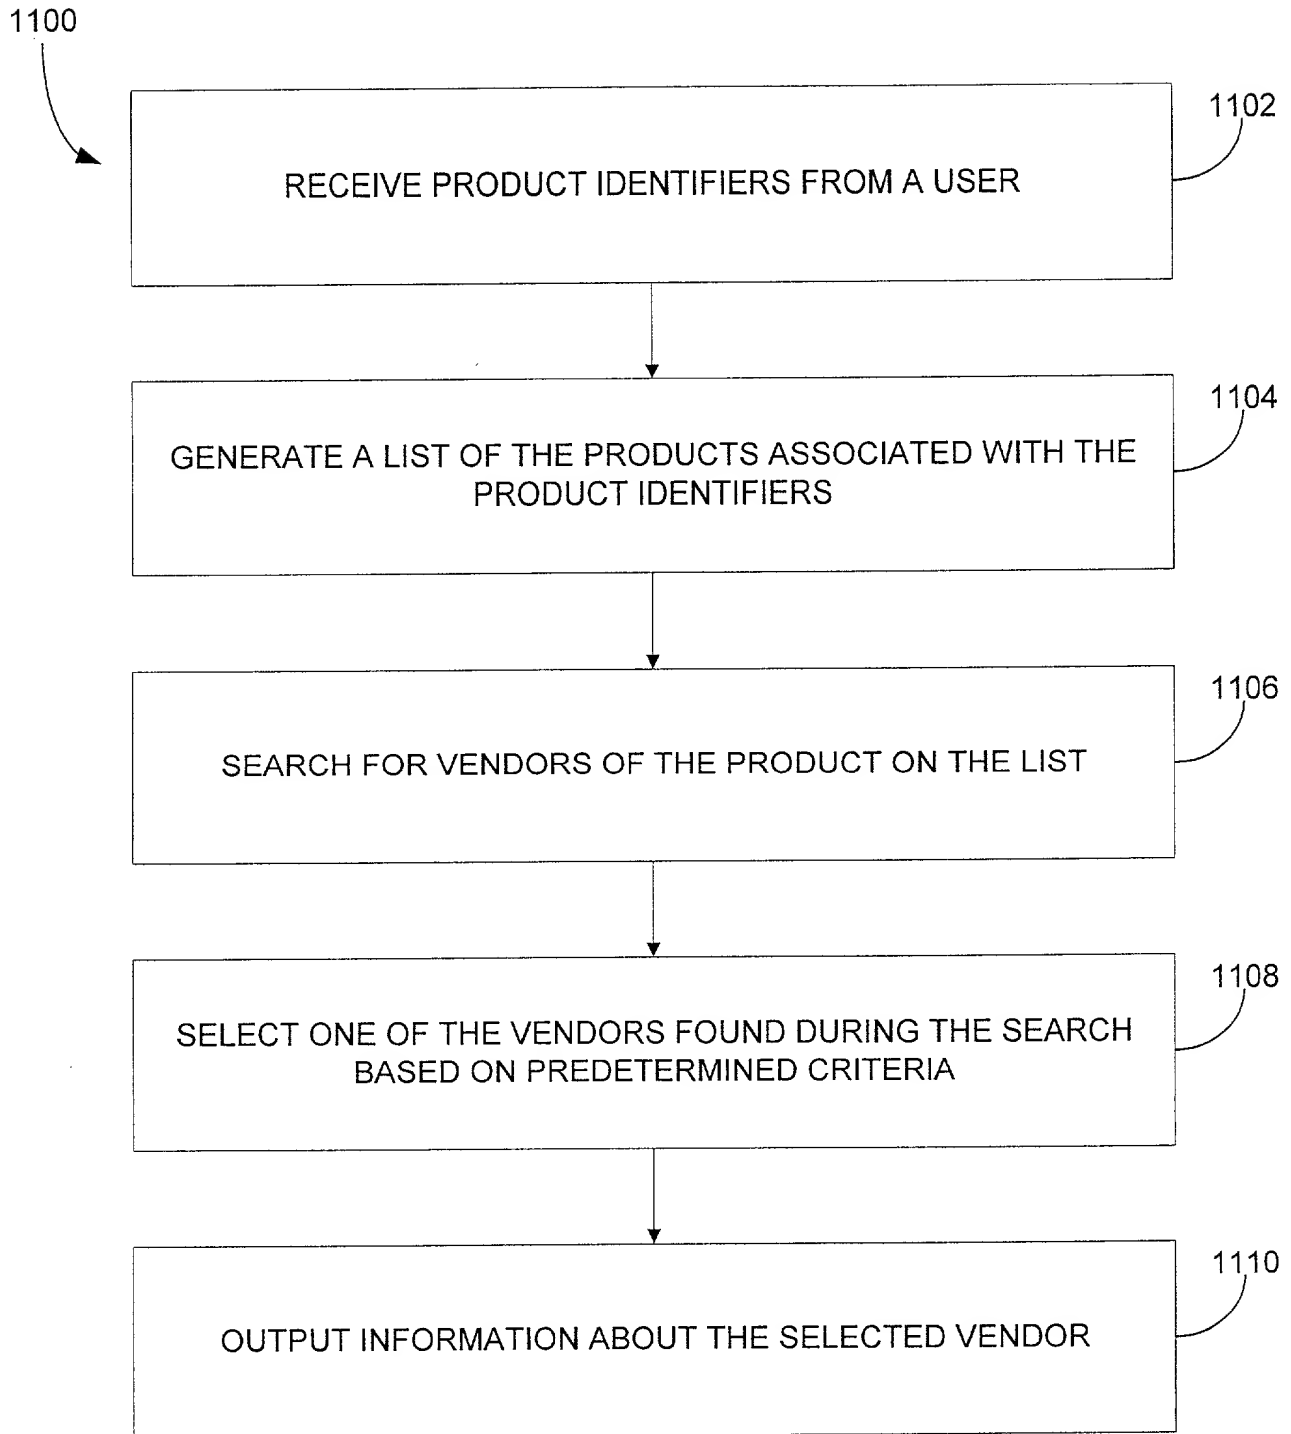 1100
1102
RECEIVE PRODUCT IDENTIFIERS FROM A USER
1104
GENERATE A LIST OF THE PRODUCTS ASSOCIATED WITH THE
PRODUCT IDENTIFIERS
1106
SEARCH FOR VENDORS OF THE PRODUCT ON THE LIST
1108
SELECT ONE OF THE VENDORS FOUND DURING THE SEARCH
BASED ON PREDETERMINED CRITERIA
1110
OUTPUT INFORMATION ABOUT THE SELECTED VENDOR